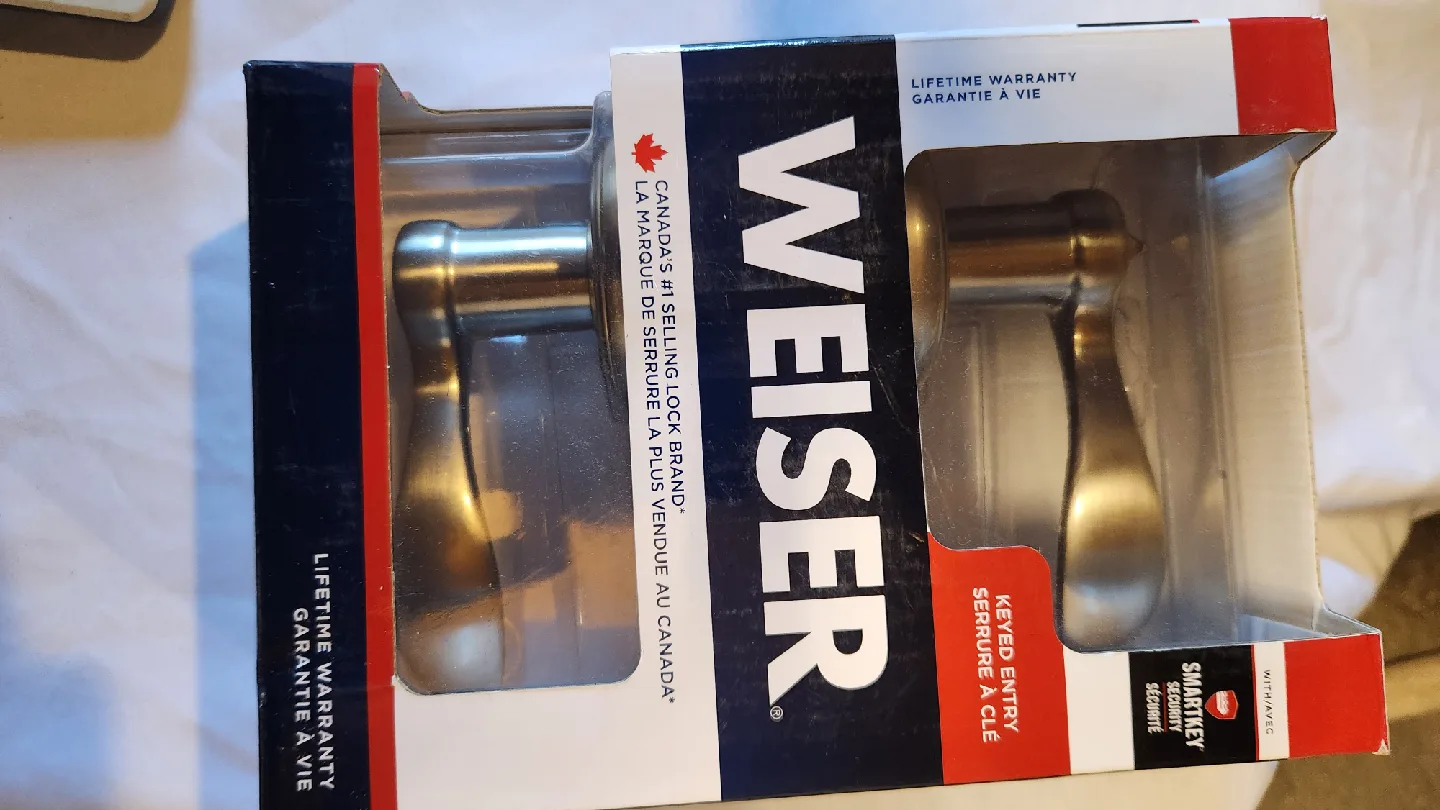 LIFETIME WARRANTY
GARANTIE À VIE
WEISER®
CANADA'S #1 SELLING LOCK BRAND*
LA MARQUE DE SERRURE LA PLUS VENDUE AU CANADA*
KEYED ENTRY
SERRURE À CLÉ
WITH/AVEC
SMARTKEY
SECURITY
SÉCURITÉ
LIFETIME WARRANTY
GARANTIE À VIE